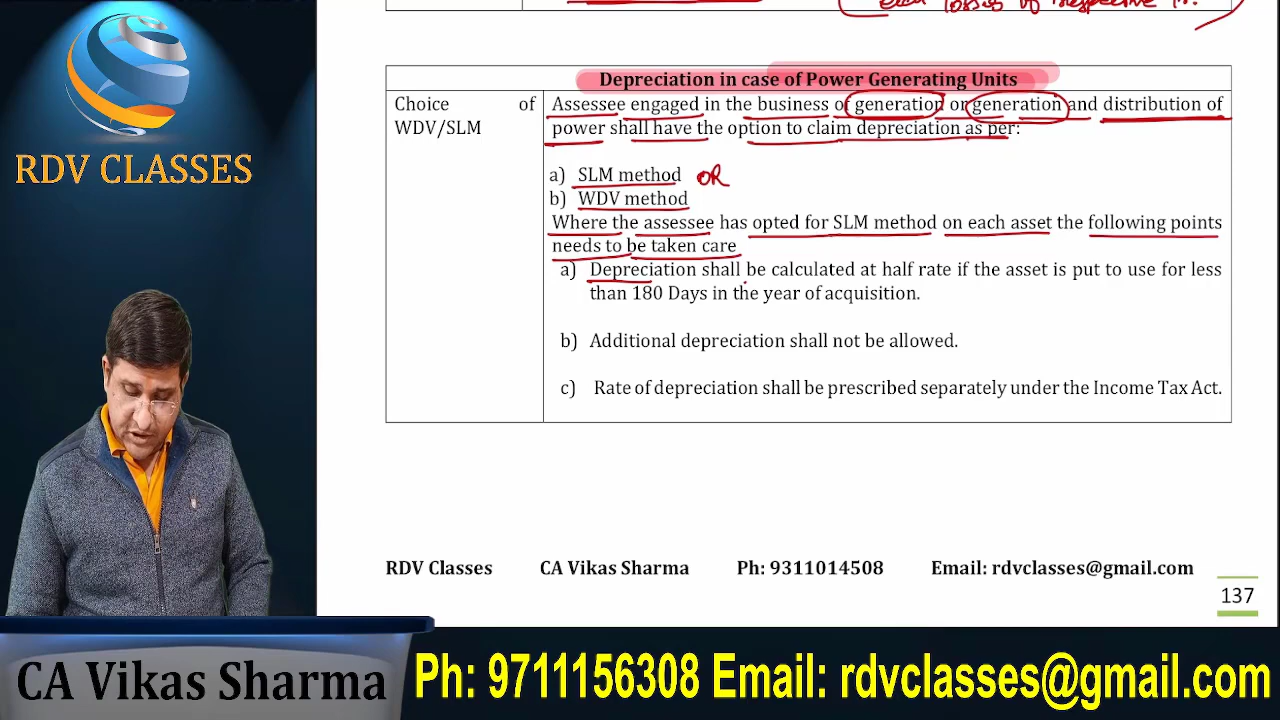 each losses of respective
RDV CLASSES
Depreciation in case of Power Generating Units
Choice of WDV/SLM
Assessee engaged in the business of generation or generation and distribution of
power shall have the option to claim depreciation as per:
a) SLM method OR
b) WDV method
Where the assessee has opted for SLM method on each asset the following points
needs to be taken care
a) Depreciation shall be calculated at half rate if the asset is put to use for less
than 180 Days in the year of acquisition.
b) Additional depreciation shall not be allowed.
c) Rate of depreciation shall be prescribed separately under the Income Tax Act.
RDV Classes CA Vikas Sharma Ph: 9311014508 Email: rdvclasses@gmail.com
137
CA Vikas Sharma Ph: 9711156308 Email: rdvclasses@gmail.com